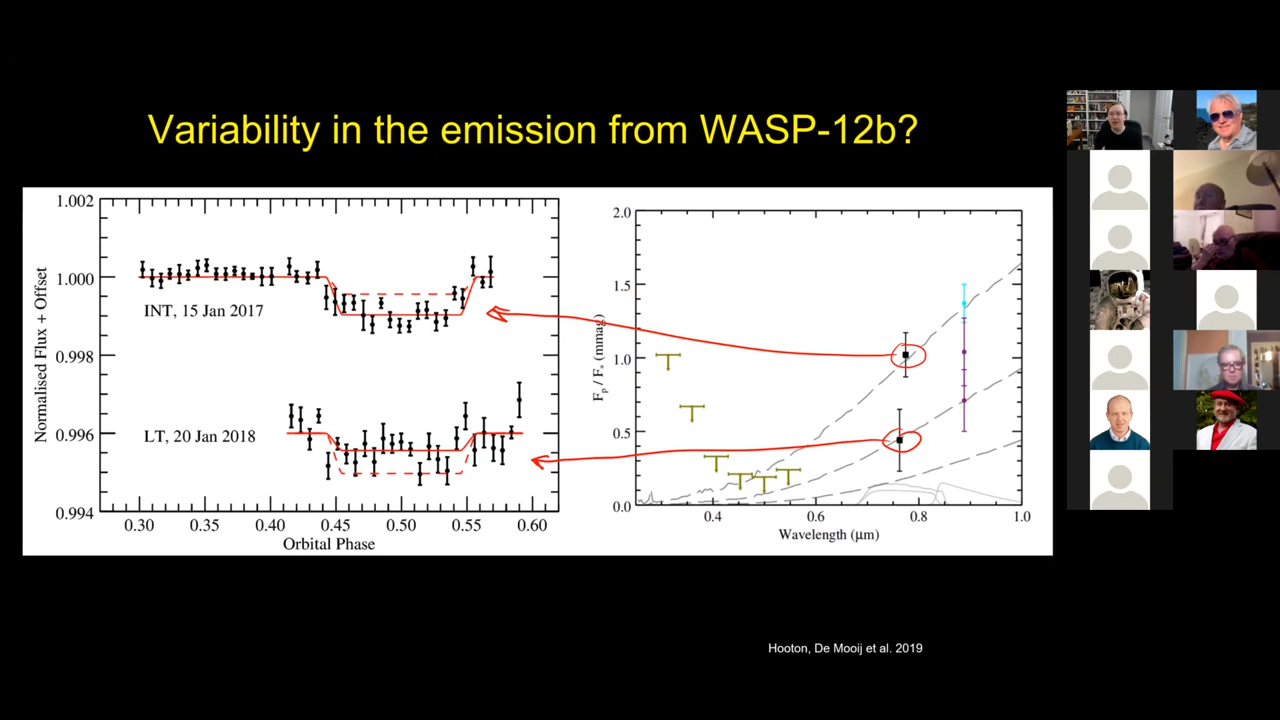 Variability in the emission from WASP-12b?
1.002
1.000
0.998
0.996
0.994
Normalised Flux + Offset
INT, 15 Jan 2017
LT, 20 Jan 2018
0.30 0.35 0.40 0.45 0.50 0.55 0.60
Orbital Phase
2.0
1.5
1.0
0.5
0.0
Fp / F* (mmag)
0.4 0.6 0.8 1.0
Wavelength (μm)
Hooton, De Mooij et al. 2019